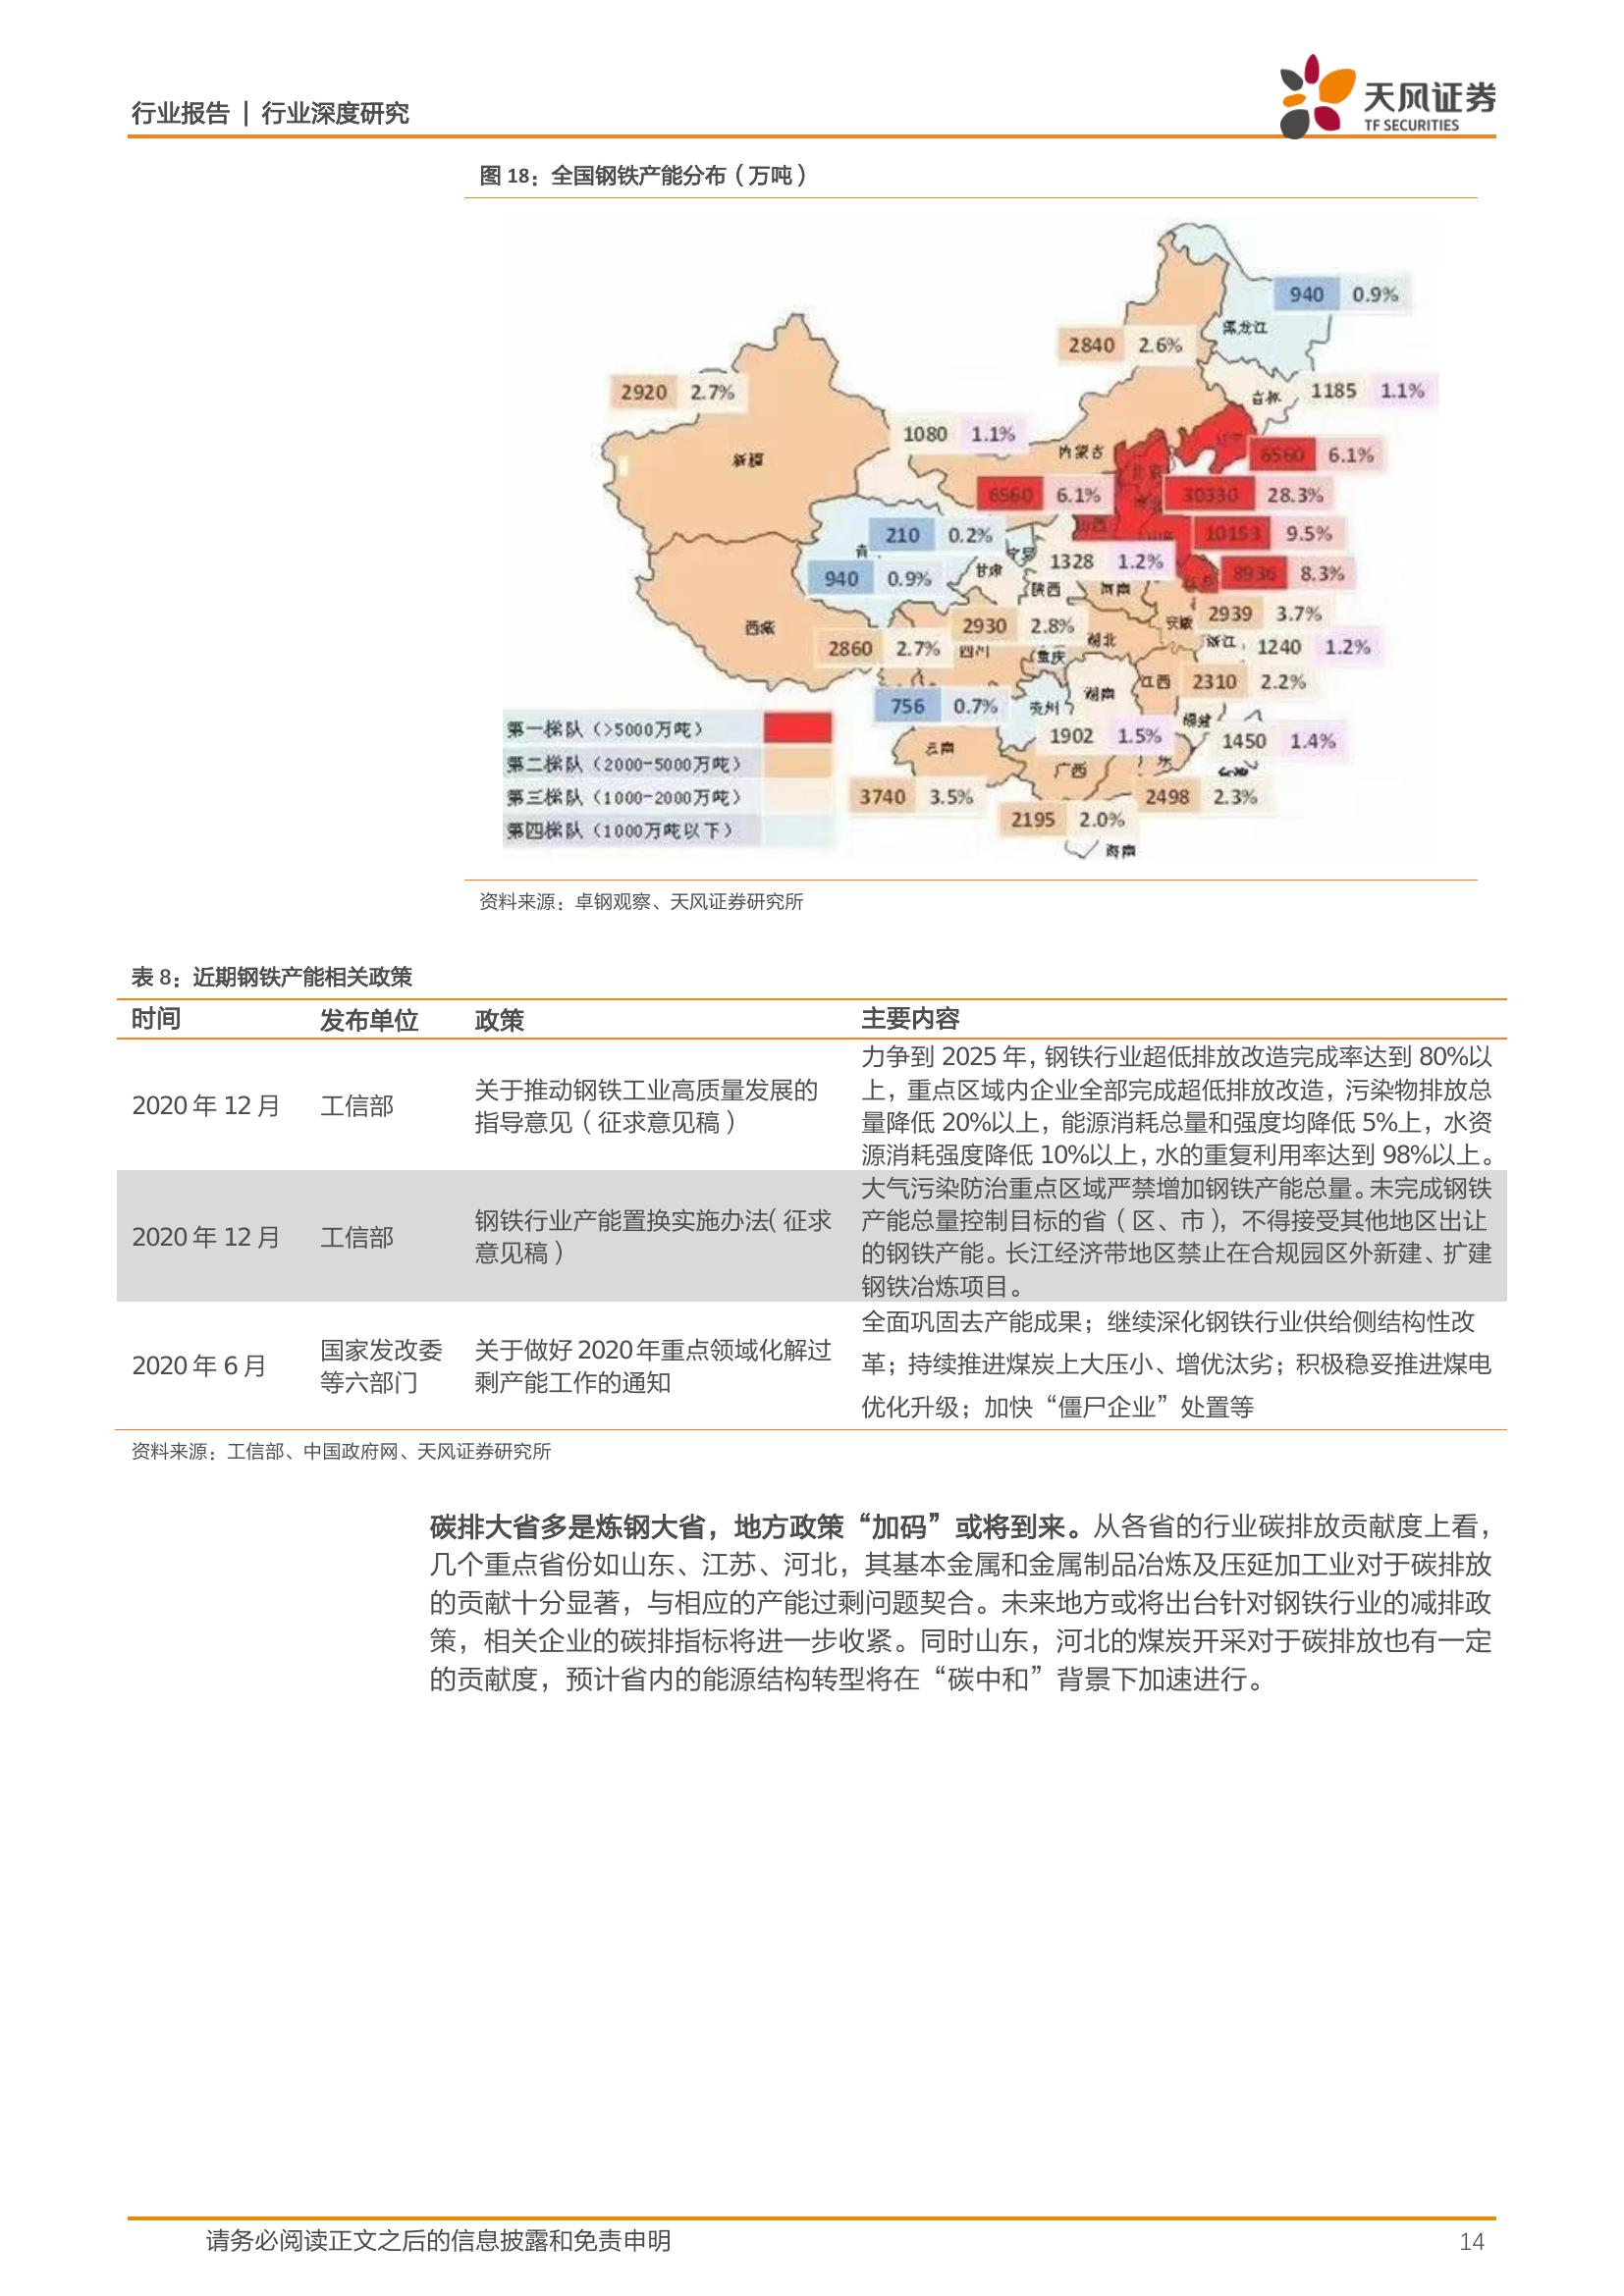 行业报告 | 行业深度研究
天风证券
TF SECURITIES
图 18：全国钢铁产能分布（万吨）
940 0.9%
黑龙江
2840 2.6%
2920 2.7%
吉林 1185 1.1%
1080 1.1%
内蒙古
新疆
辽宁
6560 6.1%
北京
6560 6.1%
30330 28.3%
河北
山西
210 0.2%
10153 9.5%
山东
青
宁夏
1328 1.2%
940 0.9%
甘肃
陕西
河南
江苏
8936 8.3%
2939 3.7%
安徽
2930 2.8%
西藏
湖北
浙江
1240 1.2%
2860 2.7%
四川
重庆
江西
2310 2.2%
湖南
756 0.7%
贵州
福建
1902 1.5%
1450 1.4%
云南
广西
东
台湾
3740 3.5%
2498 2.3%
2195 2.0%
海南
第一梯队（>5000万吨）
第二梯队（2000-5000万吨）
第三梯队（1000-2000万吨）
第四梯队（1000万吨以下）
资料来源：卓钢观察、天风证券研究所
表 8：近期钢铁产能相关政策
时间 发布单位 政策 主要内容
2020 年 12 月 工信部
关于推动钢铁工业高质量发展的
指导意见（征求意见稿）
力争到 2025 年，钢铁行业超低排放改造完成率达到 80%以
上，重点区域内企业全部完成超低排放改造，污染物排放总
量降低 20%以上，能源消耗总量和强度均降低 5%上，水资
源消耗强度降低 10%以上，水的重复利用率达到 98%以上。
2020 年 12 月 工信部
钢铁行业产能置换实施办法（征求
意见稿）
大气污染防治重点区域严禁增加钢铁产能总量。未完成钢铁
产能总量控制目标的省（区、市），不得接受其他地区出让
的钢铁产能。长江经济带地区禁止在合规园区外新建、扩建
钢铁冶炼项目。
2020 年 6 月
国家发改委
等六部门
关于做好 2020 年重点领域化解过
剩产能工作的通知
全面巩固去产能成果；继续深化钢铁行业供给侧结构性改
革；持续推进煤炭上大压小、增优汰劣；积极稳妥推进煤电
优化升级；加快“僵尸企业”处置等
资料来源：工信部、中国政府网、天风证券研究所
碳排大省多是炼钢大省，地方政策“加码”或将到来。从各省的行业碳排放贡献度上看，
几个重点省份如山东、江苏、河北，其基本金属和金属制品冶炼及压延加工业对于碳排放
的贡献十分显著，与相应的产能过剩问题契合。未来地方或将出台针对钢铁行业的减排政
策，相关企业的碳排指标将进一步收紧。同时山东，河北的煤炭开采对于碳排放也有一定
的贡献度，预计省内的能源结构转型将在“碳中和”背景下加速进行。
请务必阅读正文之后的信息披露和免责申明
14